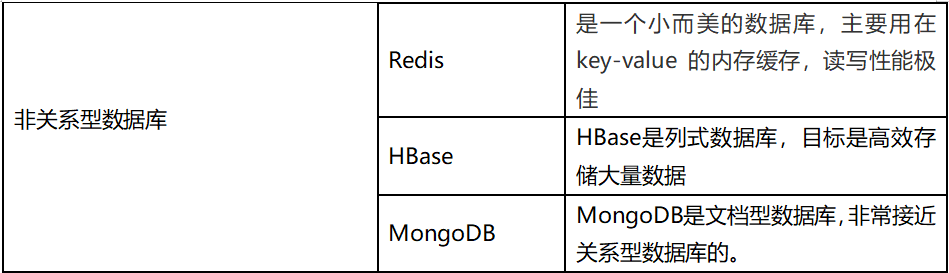 非关系型数据库
Redis
是一个小而美的数据库，主要用在
key-value 的内存缓存，读写性能极
佳
HBase
HBase是列式数据库，目标是高效存
储大量数据
MongoDB
MongoDB是文档型数据库，非常接近
关系型数据库的。